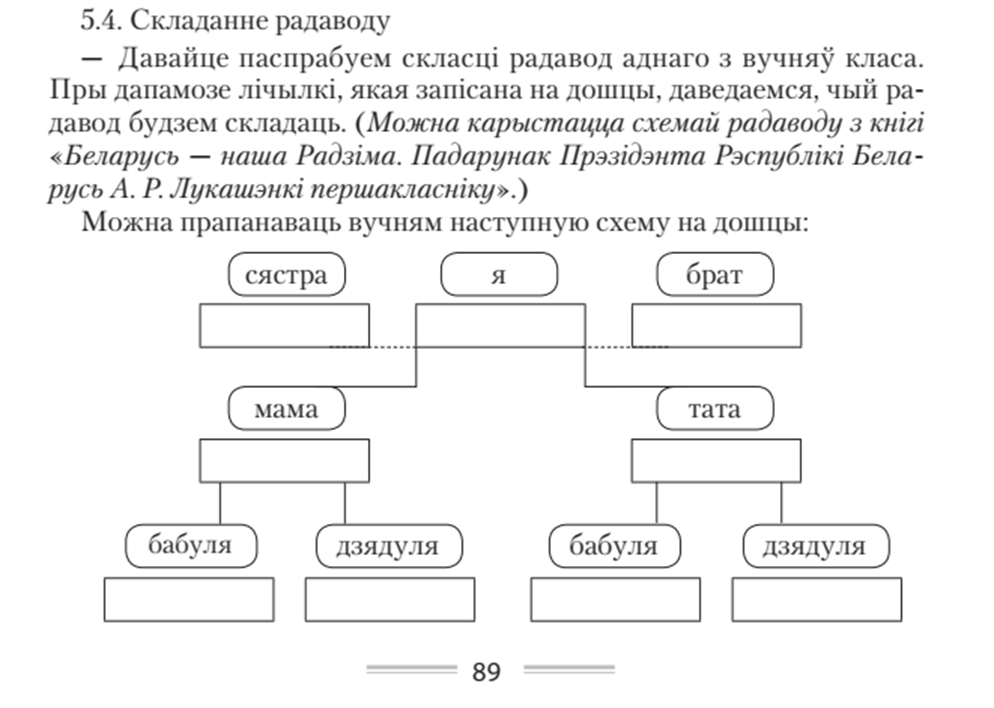 5.4. Складанне радаводу
— Давайце паспрабуем скласці радавод аднаго з вучняў класа.
Пры дапамозе лічылкі, якая запісана на дошцы, даведаемся, чый ра-
давод будзем складаць. (Можна карыстацца схемай радаводу з кнігі
«Беларусь — наша Радзіма. Падарунак Прэзідэнта Рэспублікі Бела-
русь А. Р. Лукашэнкі першакласніку».)
Можна прапанаваць вучням наступную схему на дошцы:
сястра я брат
мама тата
бабуля дзядуля бабуля дзядуля
89